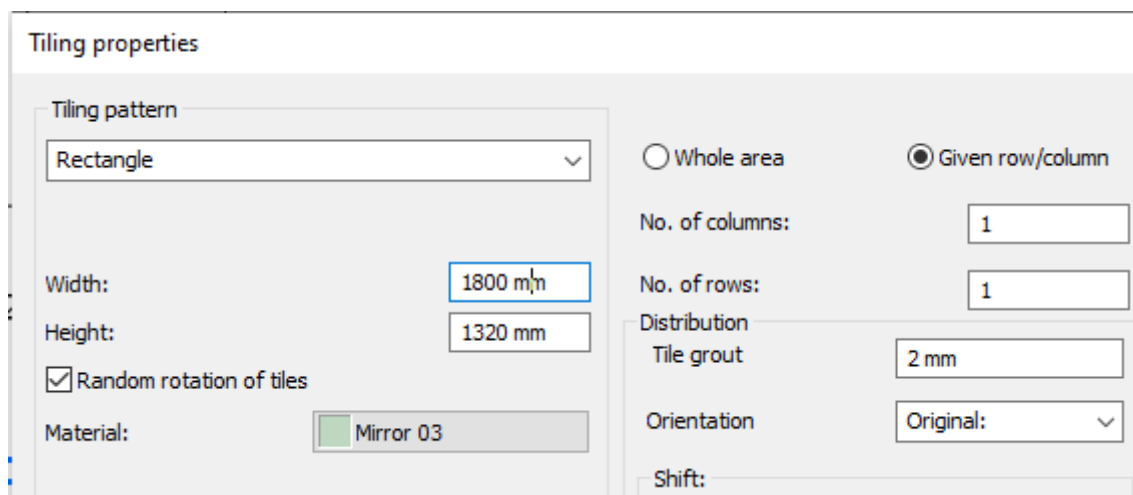 Tiling properties
Tiling pattern
Rectangle
Whole area
Given row/column
No. of columns:
1
Width:
1800 mm
No. of rows:
1
Height:
1320 mm
Distribution
Tile grout
2 mm
Random rotation of tiles
Material:
Mirror 03
Orientation
Original:
Shift: